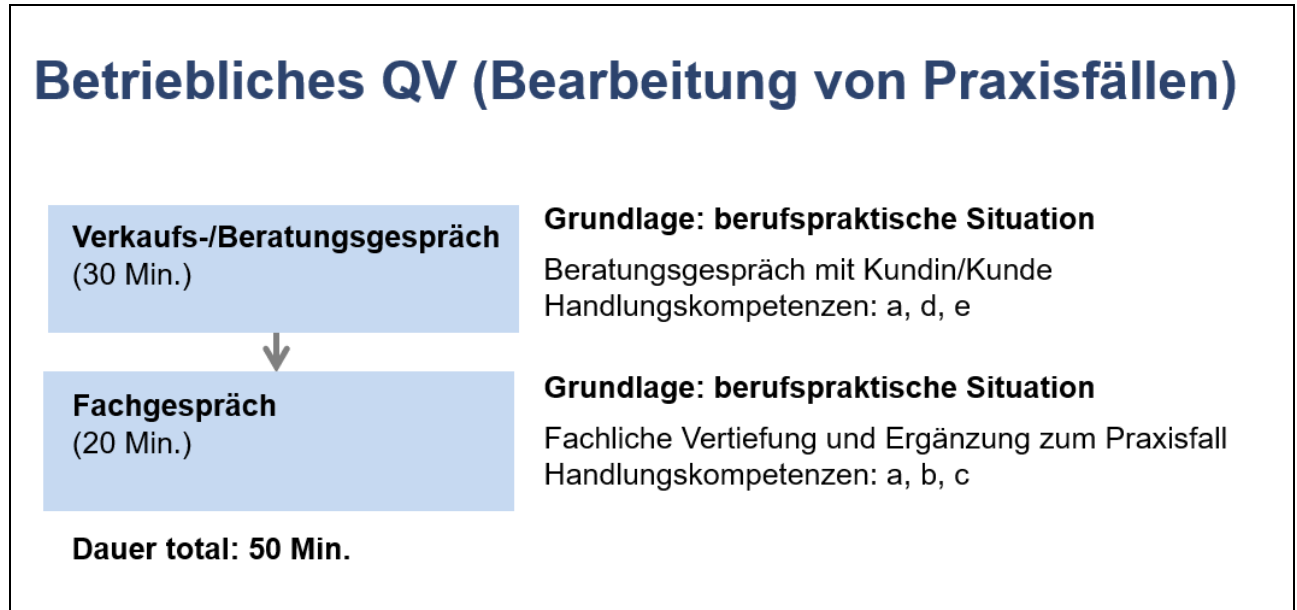 Betriebliches QV (Bearbeitung von Praxisfällen)
Verkaufs-/Beratungsgespräch
(30 Min.)
Grundlage: berufspraktische Situation
Beratungsgespräch mit Kundin/Kunde
Handlungskompetenzen: a, d, e
Fachgespräch
(20 Min.)
Grundlage: berufspraktische Situation
Fachliche Vertiefung und Ergänzung zum Praxisfall
Handlungskompetenzen: a, b, c
Dauer total: 50 Min.